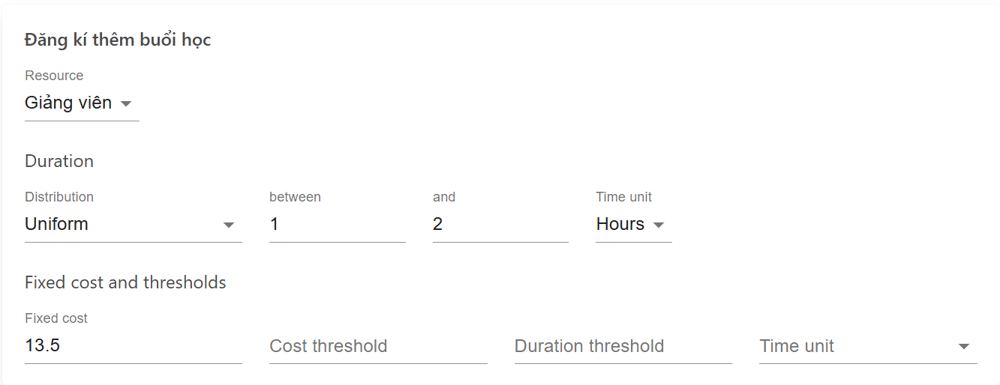 Đăng kí thêm buổi học
Resource
Giảng viên
Duration
Distribution between and Time unit
Uniform 1 2 Hours
Fixed cost and thresholds
Fixed cost
13.5 Cost threshold Duration threshold Time unit